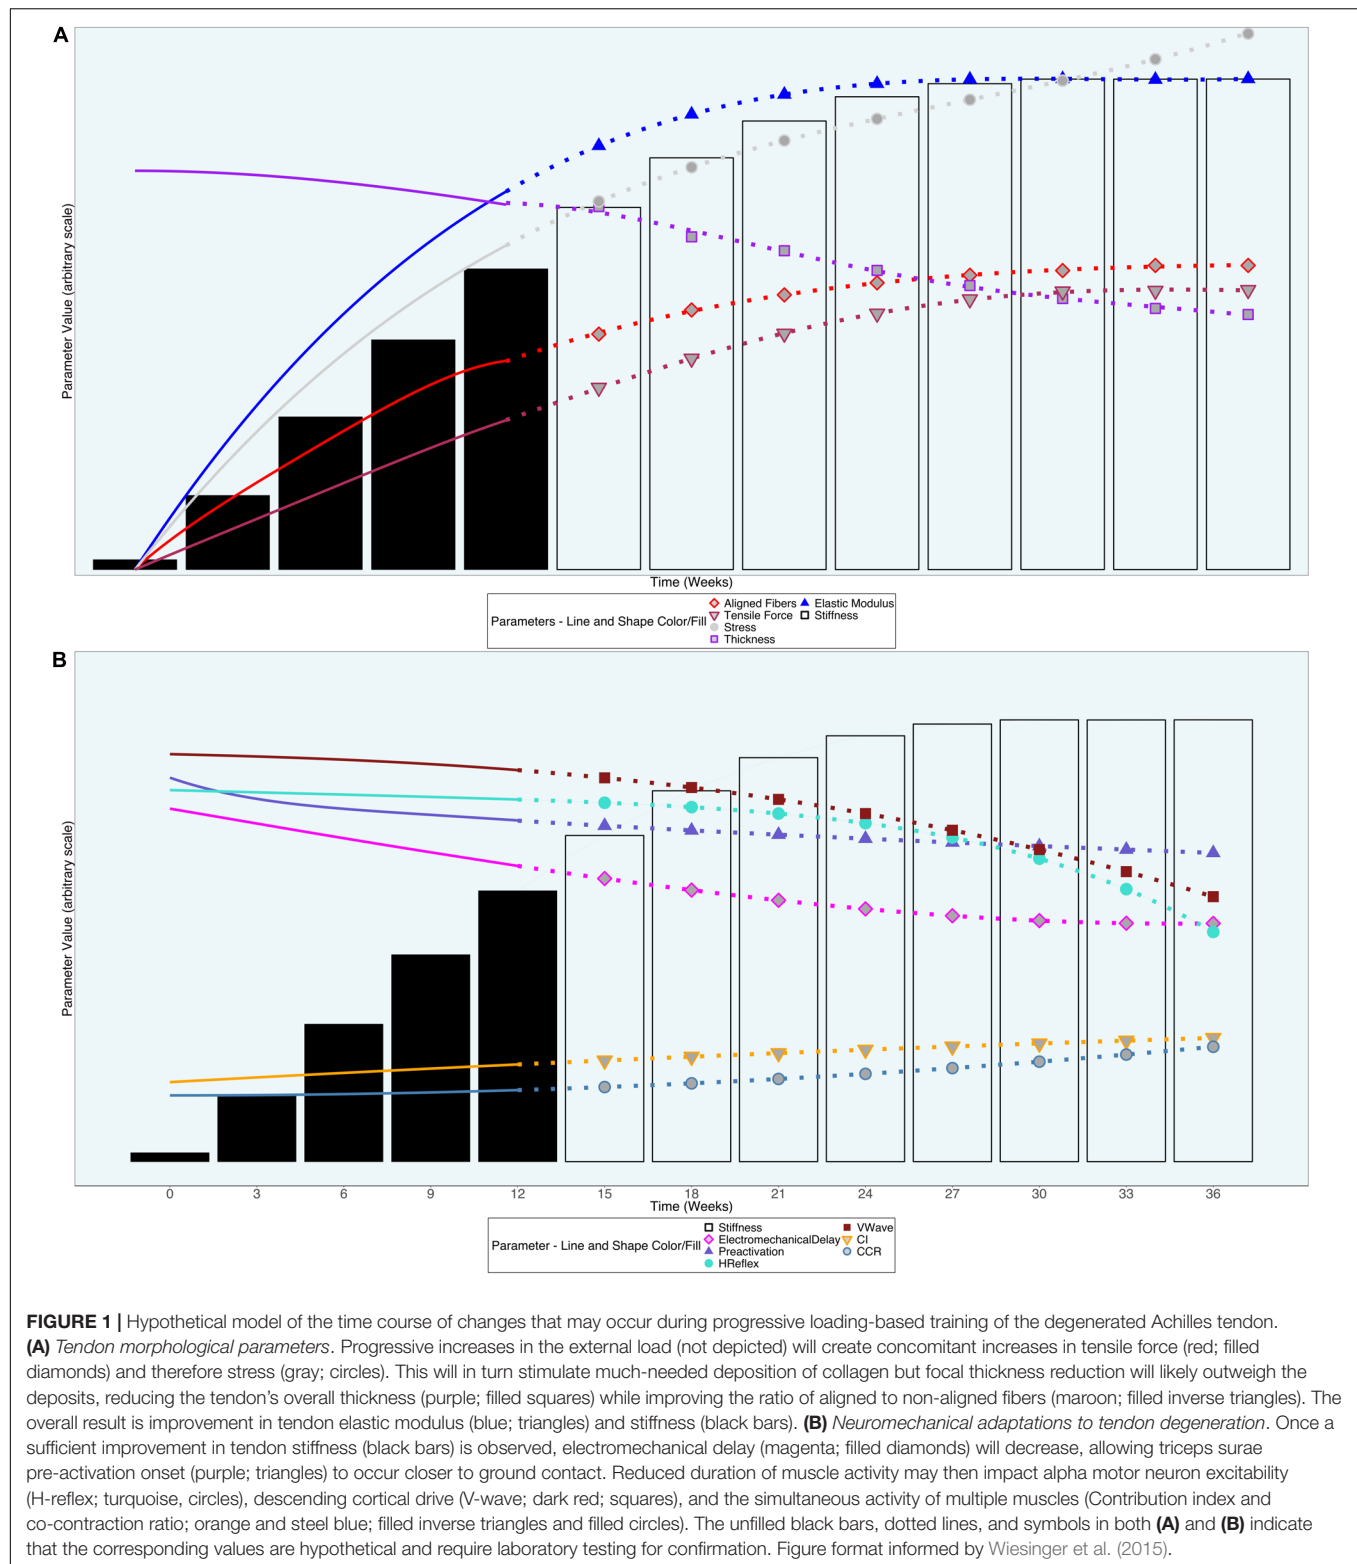 A
Parameter Value (arbitrary scale)
Time (Weeks)
Parameters - Line and Shape Color/Fill
Aligned Fibers
Elastic Modulus
Tensile Force
Stiffness
Stress
Thickness
B
Parameter Value (arbitrary scale)
0 3 6 9 12 15 18 21 24 27 30 33 36
Time (Weeks)
Parameter - Line and Shape Color/Fill
Stiffness
VWave
ElectromechanicalDelay
CI
Preactivation
CCR
HReflex
FIGURE 1 | Hypothetical model of the time course of changes that may occur during progressive loading-based training of the degenerated Achilles tendon.
(A) Tendon morphological parameters. Progressive increases in the external load (not depicted) will create concomitant increases in tensile force (red; filled
diamonds) and therefore stress (gray; circles). This will in turn stimulate much-needed deposition of collagen but focal thickness reduction will likely outweigh the
deposits, reducing the tendon's overall thickness (purple; filled squares) while improving the ratio of aligned to non-aligned fibers (maroon; filled inverse triangles). The
overall result is improvement in tendon elastic modulus (blue; triangles) and stiffness (black bars). (B) Neuromechanical adaptations to tendon degeneration. Once a
sufficient improvement in tendon stiffness (black bars) is observed, electromechanical delay (magenta; filled diamonds) will decrease, allowing triceps surae
pre-activation onset (purple; triangles) to occur closer to ground contact. Reduced duration of muscle activity may then impact alpha motor neuron excitability
(H-reflex; turquoise, circles), descending cortical drive (V-wave; dark red; squares), and the simultaneous activity of multiple muscles (Contribution index and
co-contraction ratio; orange and steel blue; filled inverse triangles and filled circles). The unfilled black bars, dotted lines, and symbols in both (A) and (B) indicate
that the corresponding values are hypothetical and require laboratory testing for confirmation. Figure format informed by Wiesinger et al. (2015).